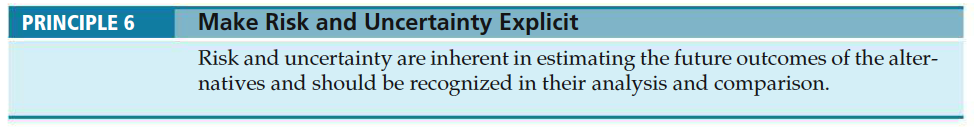 PRINCIPLE 6 Make Risk and Uncertainty Explicit
Risk and uncertainty are inherent in estimating the future outcomes of the alter-
natives and should be recognized in their analysis and comparison.